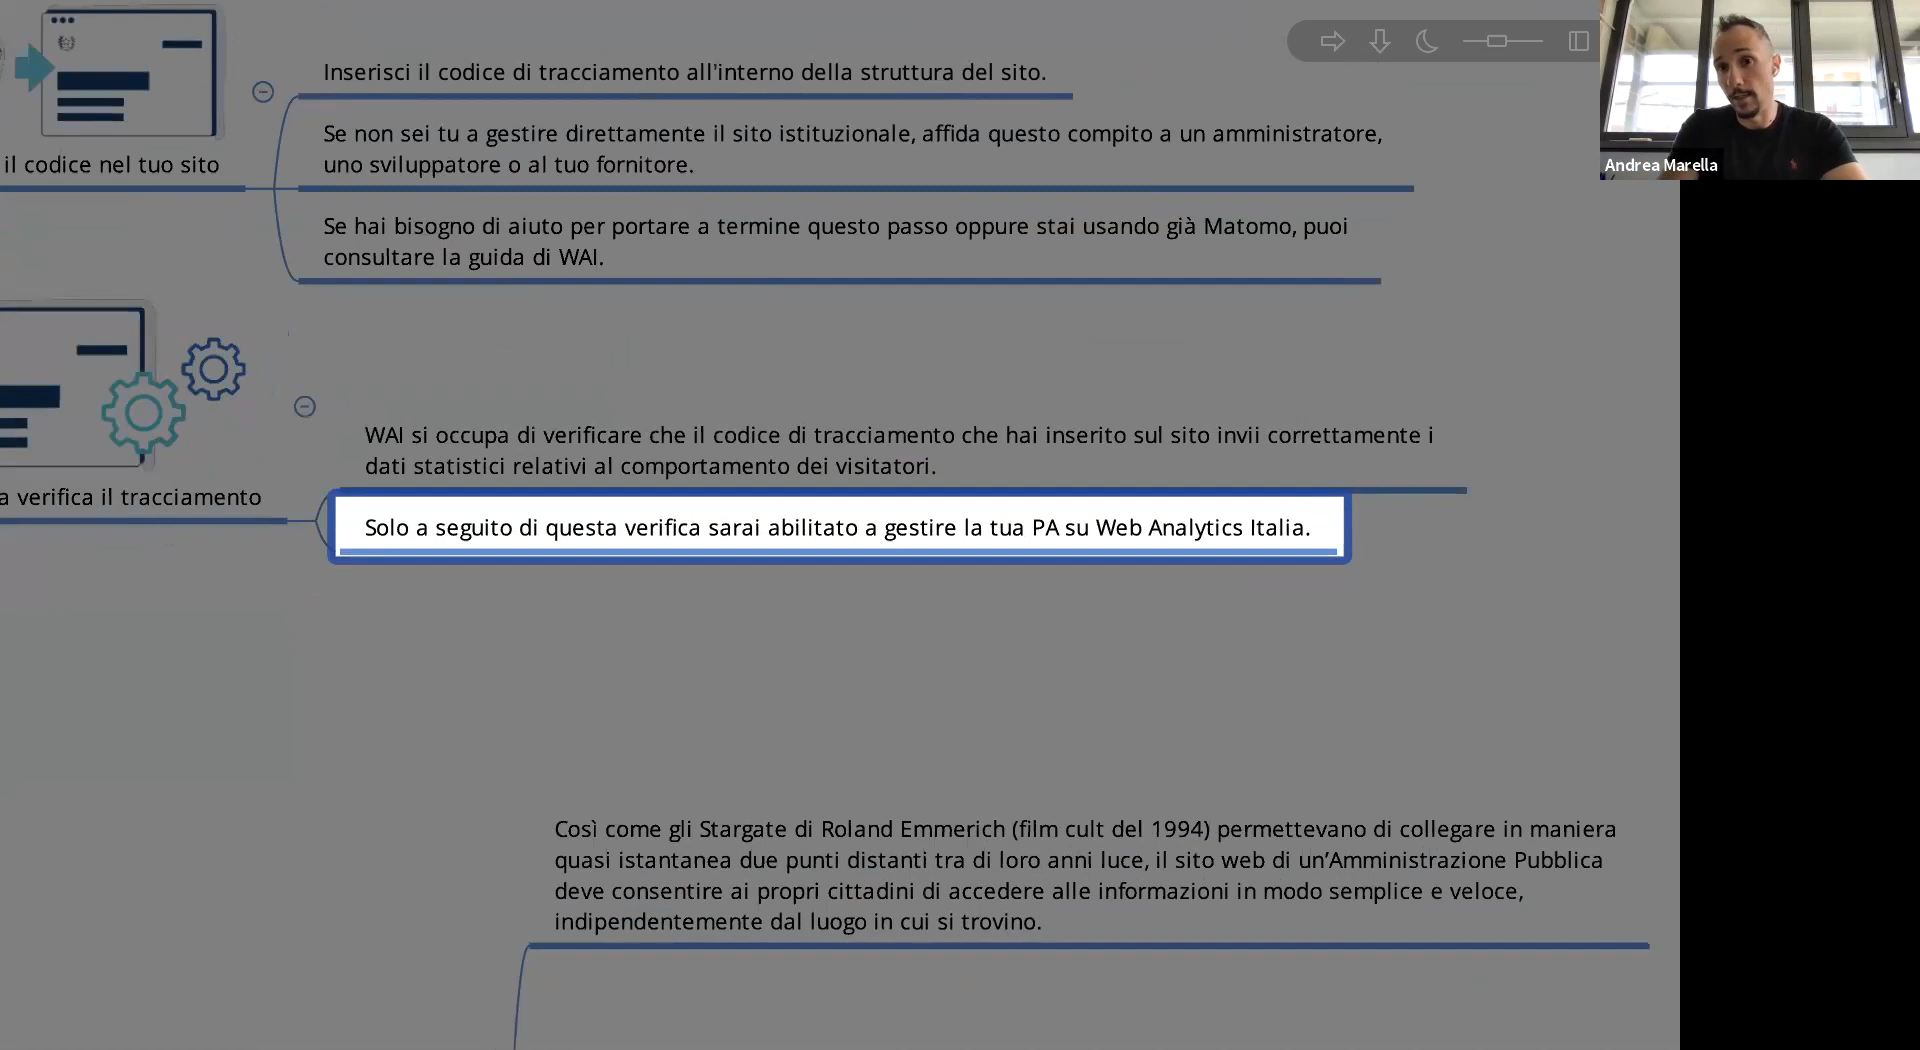 Inserisci il codice di tracciamento all'interno della struttura del sito.
Se non sei tu a gestire direttamente il sito istituzionale, affida questo compito a un amministratore,
uno sviluppatore o al tuo fornitore.
il codice nel tuo sito
Se hai bisogno di aiuto per portare a termine questo passo oppure stai usando già Matomo, puoi
consultare la guida di WAI.
Andrea Marella
WAI si occupa di verificare che il codice di tracciamento che hai inserito sul sito invii correttamente i
dati statistici relativi al comportamento dei visitatori.
a verifica il tracciamento
Solo a seguito di questa verifica sarai abilitato a gestire la tua PA su Web Analytics Italia.
Così come gli Stargate di Roland Emmerich (film cult del 1994) permettevano di collegare in maniera
quasi istantanea due punti distanti tra di loro anni luce, il sito web di un’Amministrazione Pubblica
deve consentire ai propri cittadini di accedere alle informazioni in modo semplice e veloce,
indipendentemente dal luogo in cui si trovino.